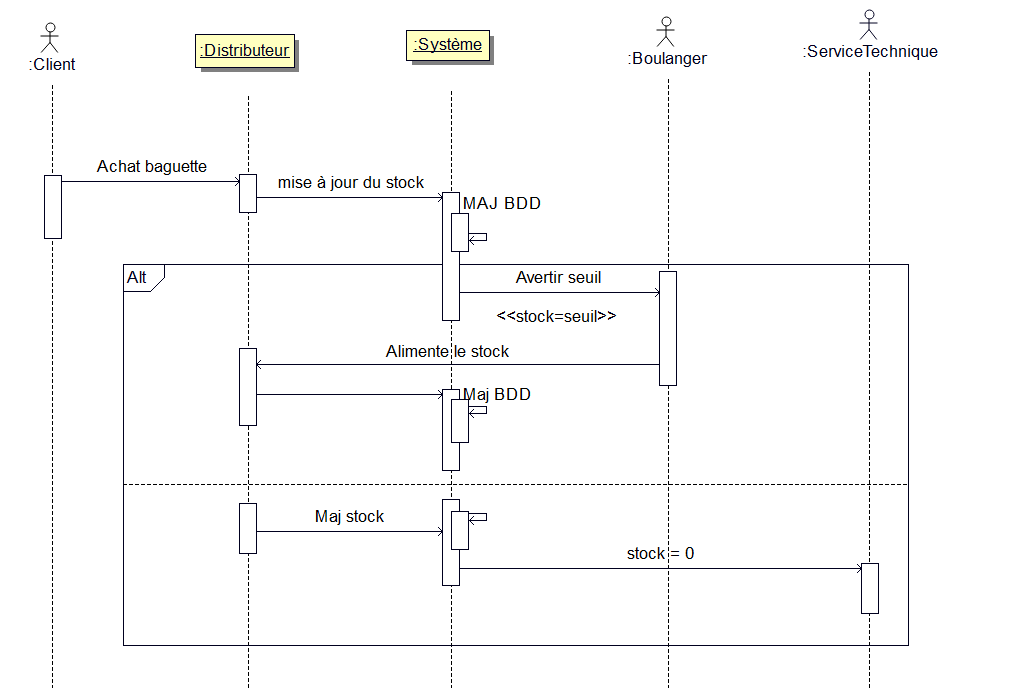 :Client
:Distributeur
:Système
:Boulanger
:ServiceTechnique
Achat baguette
mise à jour du stock
MAJ BDD
Alt
Avertir seuil
<<stock=seuil>>
Alimente le stock
Maj BDD
Maj stock
stock = 0